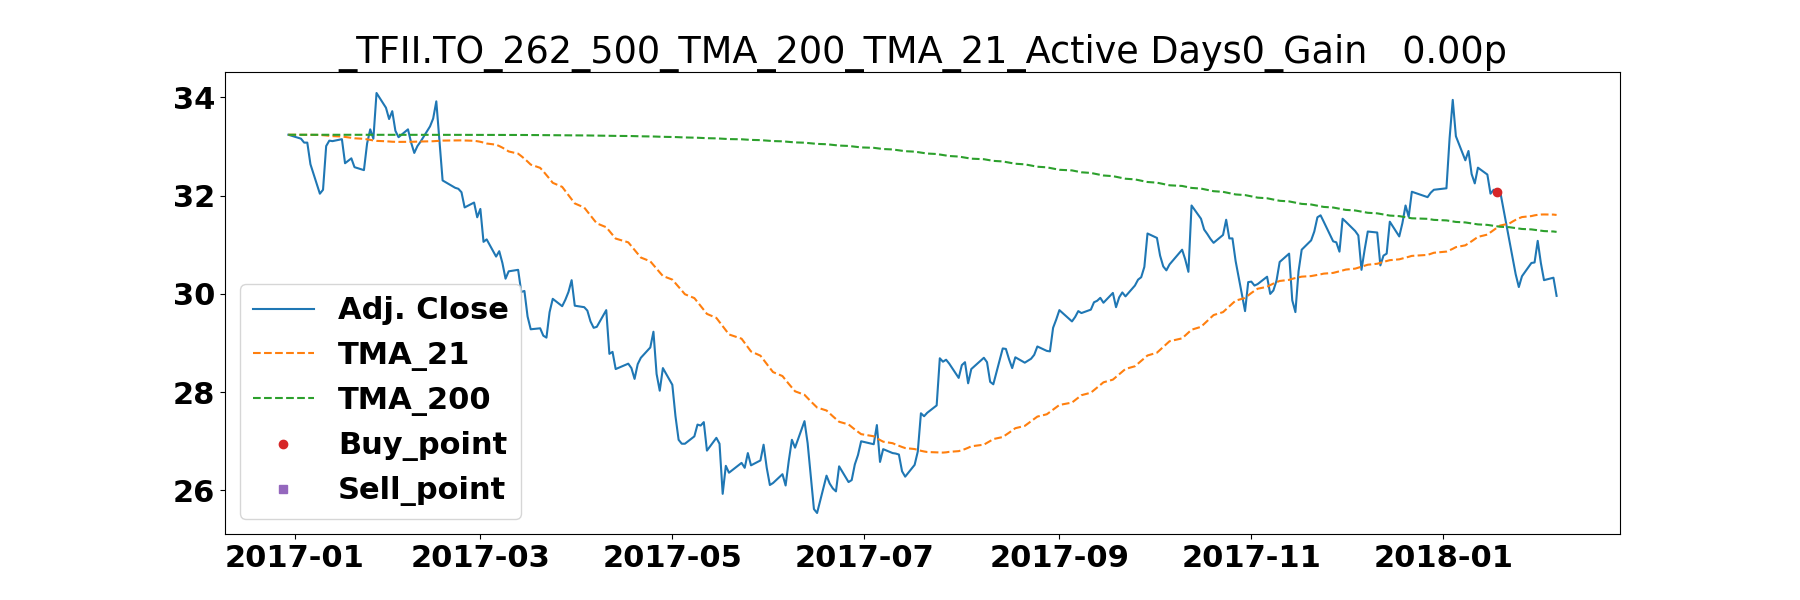 _TFII.TO_262_500_TMA_200_TMA_21_Active Days0_Gain   0.00p
34
32
30
28
26
Adj. Close
TMA_21
TMA_200
Buy_point
Sell_point
2017-01 2017-03 2017-05 2017-07 2017-09 2017-11 2018-01